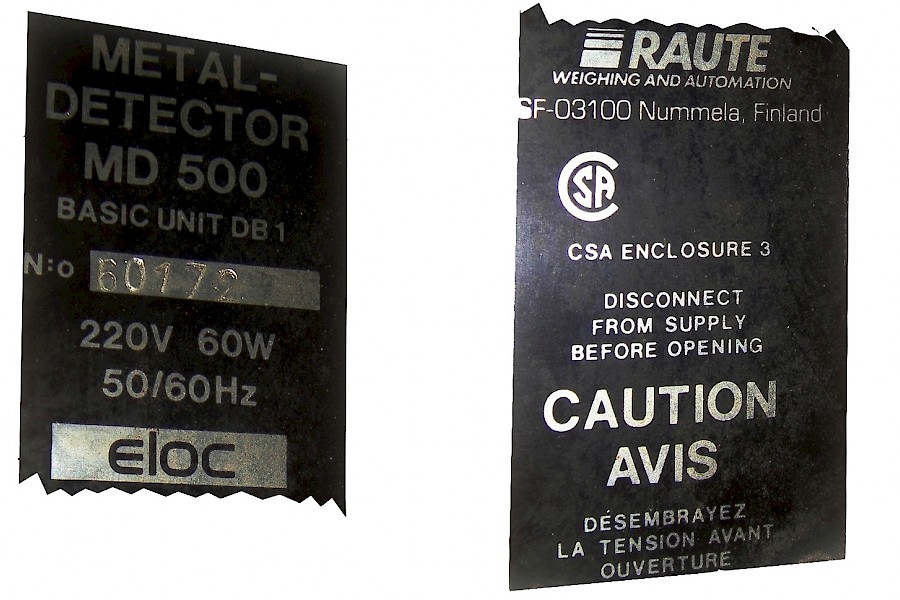 METAL-
DETECTOR
MD 500
BASIC UNIT DB 1
N:o 60172
220V 60W
50/60Hz
eloc
RAUTE
WEIGHING AND AUTOMATION
SF-03100 Nummela, Finland
CSA
CSA ENCLOSURE 3
DISCONNECT
FROM SUPPLY
BEFORE OPENING
CAUTION
AVIS
DÉSEMBRAYEZ
LA TENSION AVANT
OUVERTURE